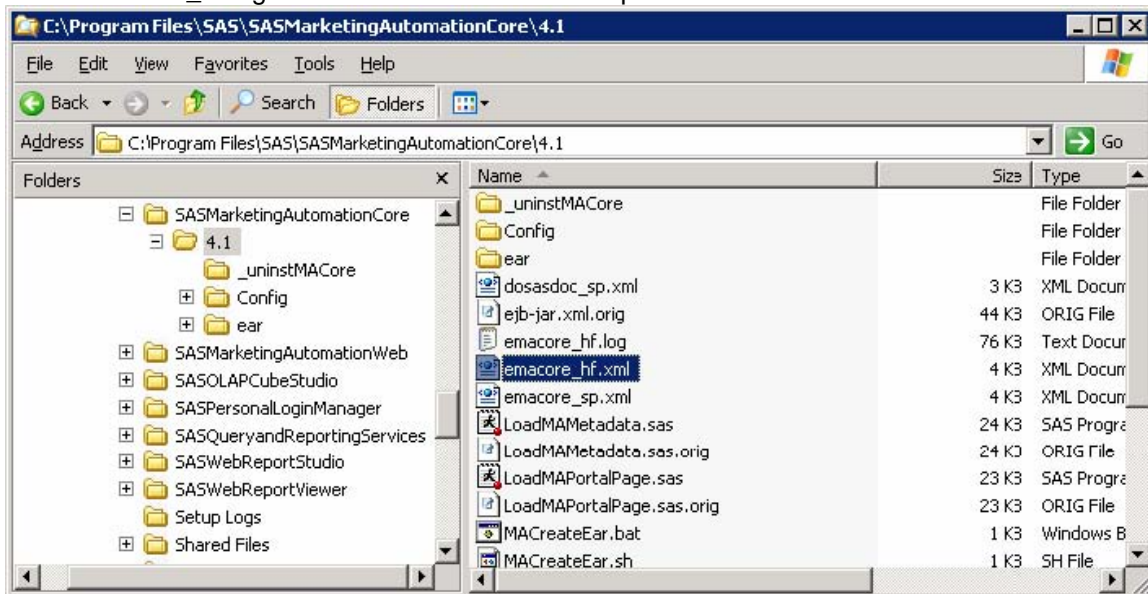 C:\Program Files\SAS\SASMarketingAutomationCore\4.1
File Edit View Favorites Tools Help
Back Search Folders
Address C:\Program Files\SAS\SASMarketingAutomationCore\4.1 Go
Folders x
SASMarketingAutomationCore
4.1
_uninstMACore
Config
ear
SASMarketingAutomationWeb
SASOLAPCubeStudio
SASPersonalLoginManager
SASQueryandReportingServices
SASWebReportStudio
SASWebReportViewer
Setup Logs
Shared Files
Name Size Type
_uninstMACore File Folder
Config File Folder
ear File Folder
dosasdoc_sp.xml 3 KB XML Docum
ejb-jar.xml.orig 44 KB ORIG File
emacore_hf.log 76 KB Text Docur
emacore_hf.xml 4 KB XML Docum
emacore_sp.xml 4 KB XML Docum
LoadMAMetadata.sas 24 KB SAS Progra
LoadMAMetadata.sas.orig 24 KB ORIG File
LoadMAPortalPage.sas 23 KB SAS Progra
LoadMAPortalPage.sas.orig 23 KB ORIG File
MACreateEar.bat 1 KB Windows B
MACreateEar.sh 1 KB SH File